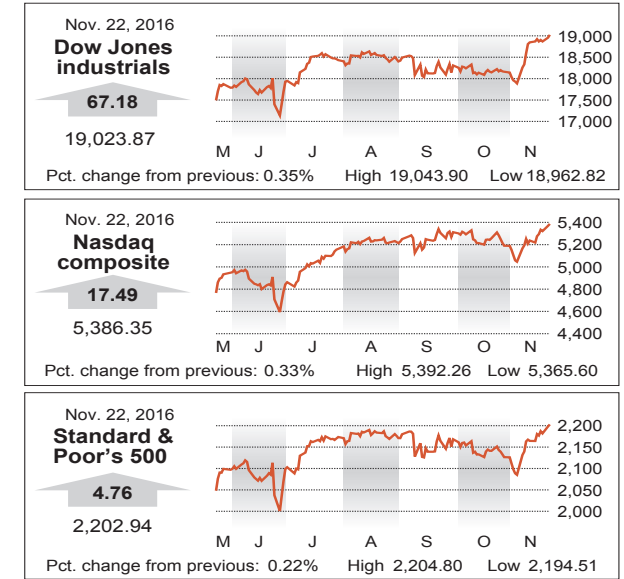 Nov. 22, 2016
Dow Jones
industrials
67.18
19,023.87
19,000
18,500
18,000
17,500
17,000
M J J A S O N
Pct. change from previous: 0.35% High 19,043.90 Low 18,962.82
Nov. 22, 2016
Nasdaq
composite
17.49
5,386.35
5,400
5,200
5,000
4,800
4,600
4,400
M J J A S O N
Pct. change from previous: 0.33% High 5,392.26 Low 5,365.60
Nov. 22, 2016
Standard &
Poor's 500
4.76
2,202.94
2,200
2,150
2,100
2,050
2,000
M J J A S O N
Pct. change from previous: 0.22% High 2,204.80 Low 2,194.51